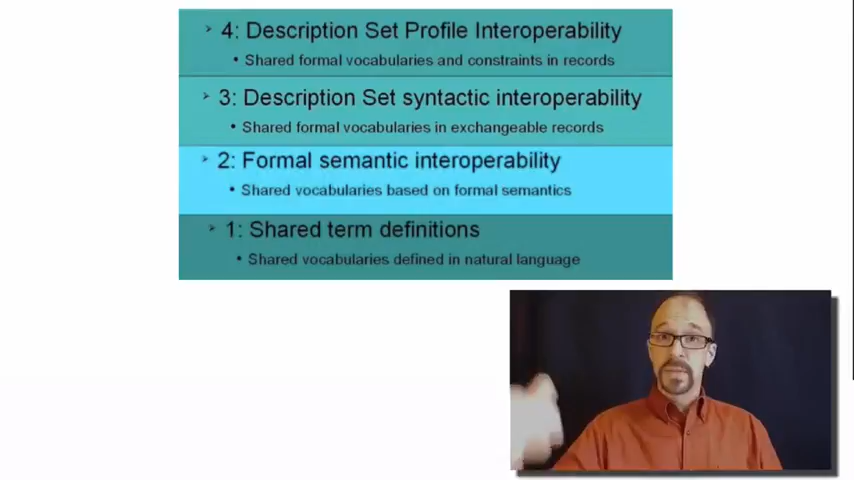 ➢ 4: Description Set Profile Interoperability
• Shared formal vocabularies and constraints in records
➢ 3: Description Set syntactic interoperability
• Shared formal vocabularies in exchangeable records
➢ 2: Formal semantic interoperability
• Shared vocabularies based on formal semantics
➢ 1: Shared term definitions
• Shared vocabularies defined in natural language